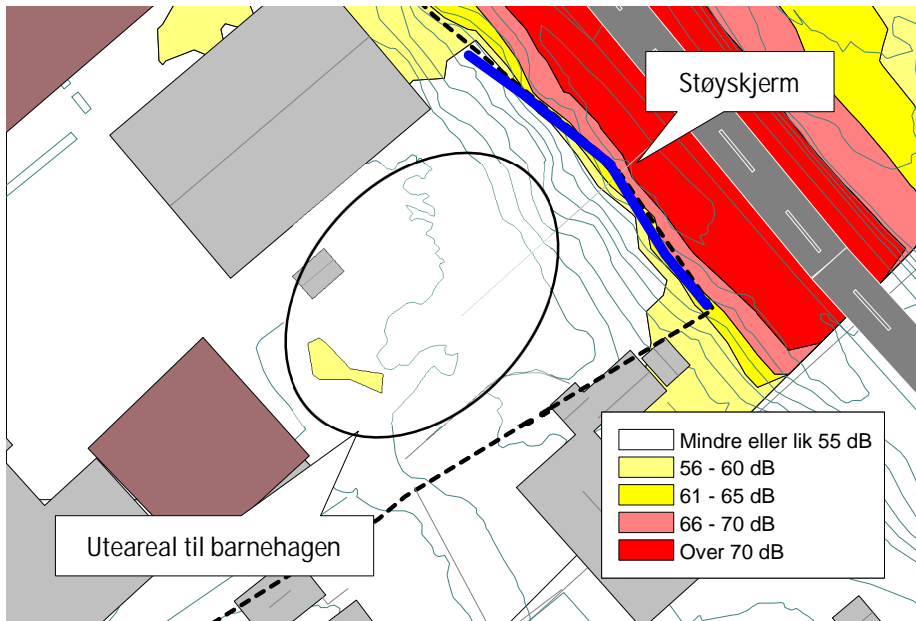 Støyskjerm
Mindre eller lik 55 dB
56 - 60 dB
61 - 65 dB
66 - 70 dB
Over 70 dB
Uteareal til barnehagen